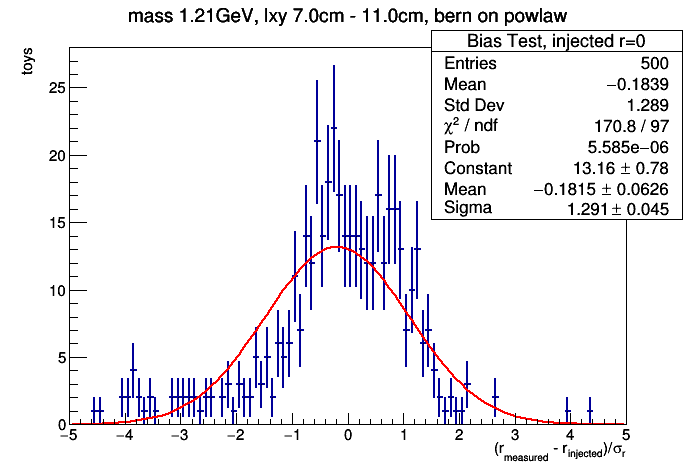 mass 1.21GeV, lxy 7.0cm - 11.0cm, bern on powlaw
Bias Test, injected r=0
Entries 500
Mean −0.1839
Std Dev 1.289
χ² / ndf 170.8 / 97
Prob 5.585e−06
Constant 13.16 ± 0.78
Mean −0.1815 ± 0.0626
Sigma 1.291 ± 0.045
toys
25
20
15
10
5
0
−5 −4 −3 −2 −1 0 1 2 3 4 5
(r_measured - r_injected)/σ_r